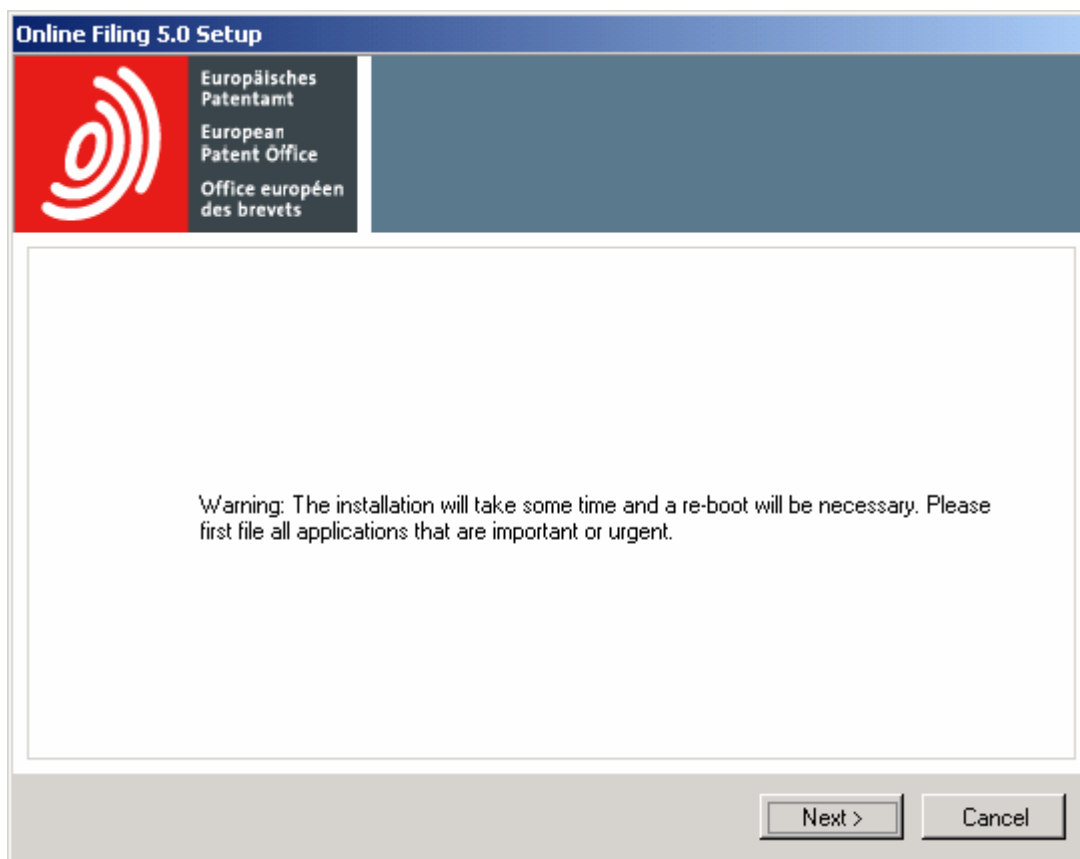 Online Filing 5.0 Setup
Europäisches
Patentamt
European
Patent Office
Office européen
des brevets
Warning: The installation will take some time and a re-boot will be necessary. Please
first file all applications that are important or urgent.
Next >
Cancel